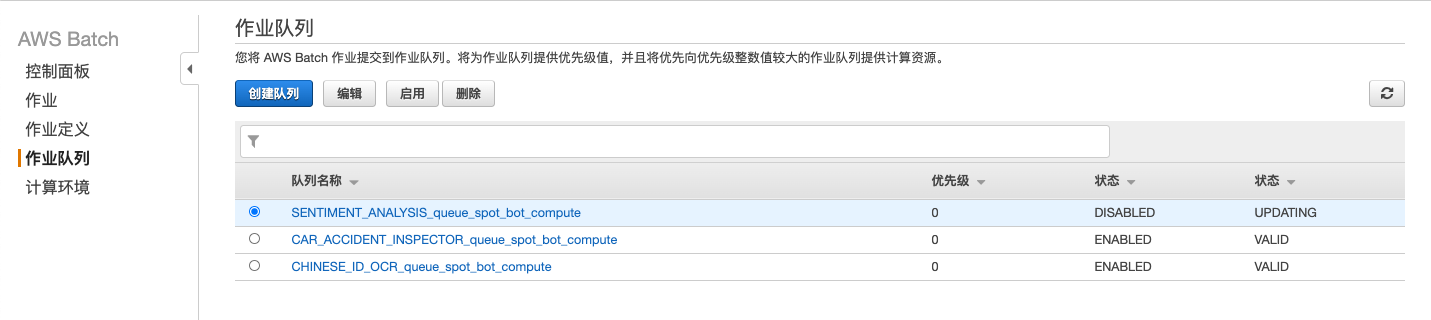 AWS Batch
控制面板
作业
作业定义
作业队列
计算环境
作业队列
您将 AWS Batch 作业提交到作业队列。将为作业队列提供优先级值，并且将优先向优先级整数值较大的作业队列提供计算资源。
创建队列 编辑 启用 删除
队列名称 优先级 状态 状态
SENTIMENT_ANALYSIS_queue_spot_bot_compute 0 DISABLED UPDATING
CAR_ACCIDENT_INSPECTOR_queue_spot_bot_compute 0 ENABLED VALID
CHINESE_ID_OCR_queue_spot_bot_compute 0 ENABLED VALID